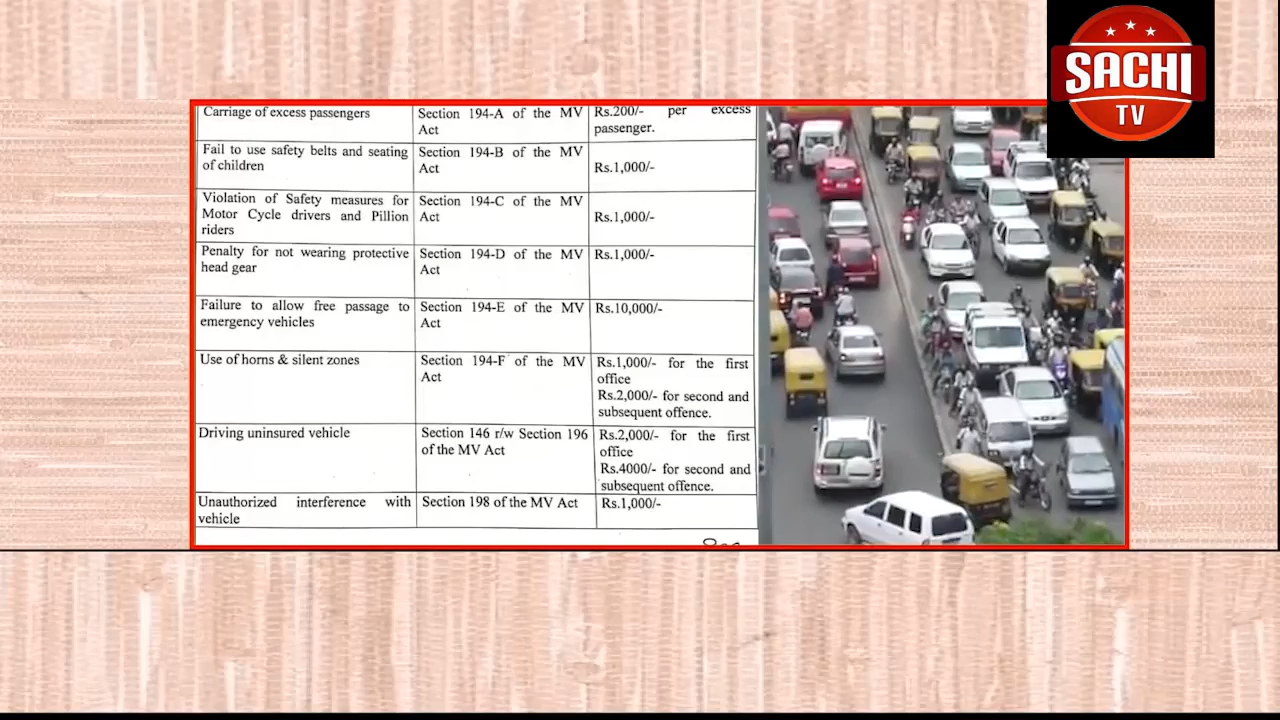 SACHI
TV
Carriage of excess passengers
Section 194-A of the MV
Act
Rs.200/- per excess
passenger.
Fail to use safety belts and seating
of children
Section 194-B of the MV
Act
Rs.1,000/-
Violation of Safety measures for
Motor Cycle drivers and Pillion
riders
Section 194-C of the MV
Act
Rs.1,000/-
Penalty for not wearing protective
head gear
Section 194-D of the MV
Act
Rs.1,000/-
Failure to allow free passage to
emergency vehicles
Section 194-E of the MV
Act
Rs.10,000/-
Use of horns & silent zones
Section 194-F of the MV
Act
Rs.1,000/- for the first
office
Rs.2,000/- for second and
subsequent offence.
Driving uninsured vehicle
Section 146 r/w Section 196
of the MV Act
Rs.2,000/- for the first
office
Rs.4000/- for second and
subsequent offence.
Unauthorized interference with
vehicle
Section 198 of the MV Act
Rs.1,000/-